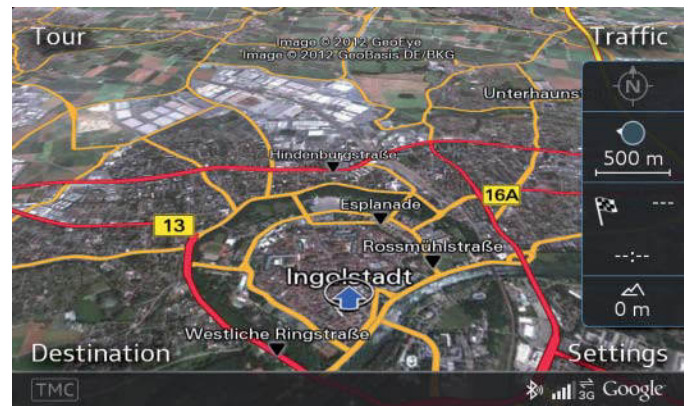 Tour
Traffic
Image © 2012 GeoEye
Image © 2012 GeoBasis DE/BKG
N
Unterhauns
500 m
Hindenburgstraße
16A
Esplanade
---
13
Rossmühlstraße
--:--
Ingolstadt
0 m
Westliche Ringstraße
Destination
Settings
TMC
3G Google